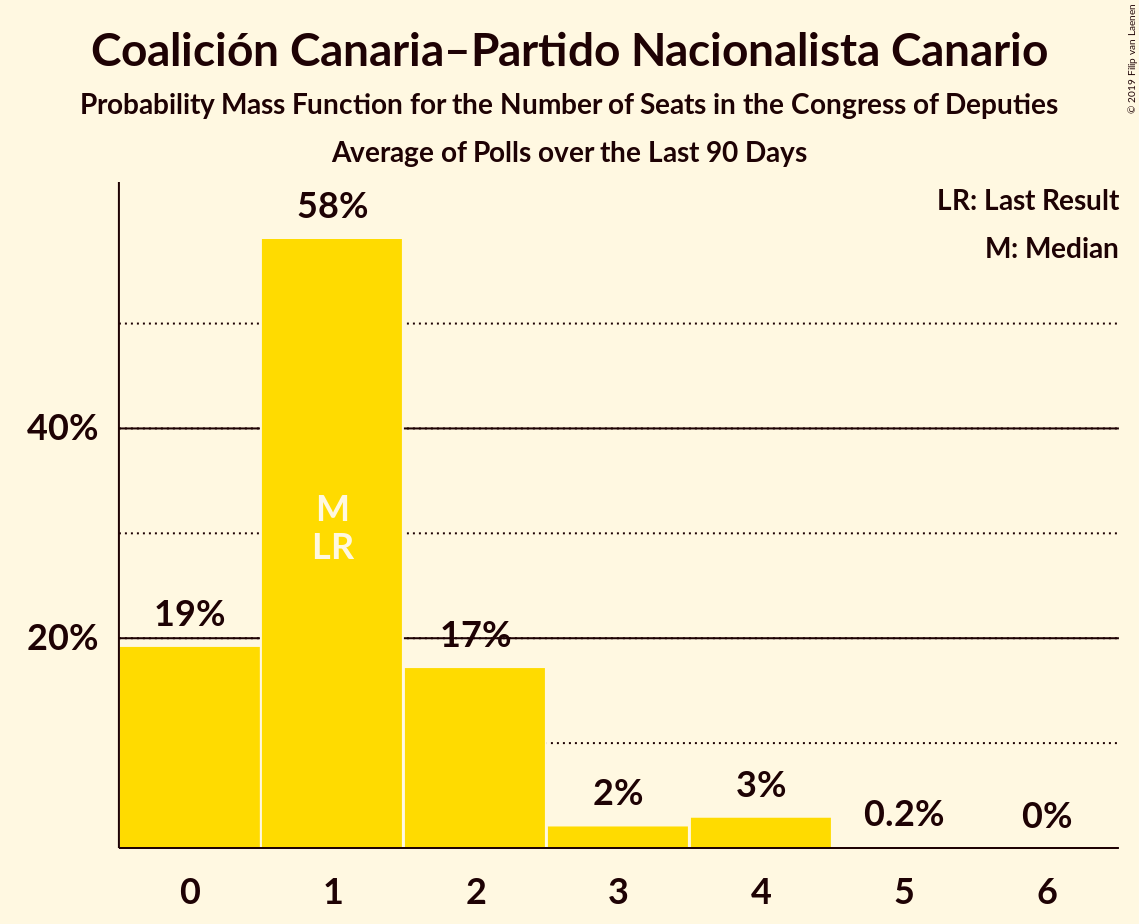 Coalición Canaria–Partido Nacionalista Canario
Probability Mass Function for the Number of Seats in the Congress of Deputies
Average of Polls over the Last 90 Days
© 2019 Filip van Laenen
LR: Last Result
M: Median
58%
40%
M
LR
19%
20%
17%
2%
3%
0.2%
0%
0 1 2 3 4 5 6